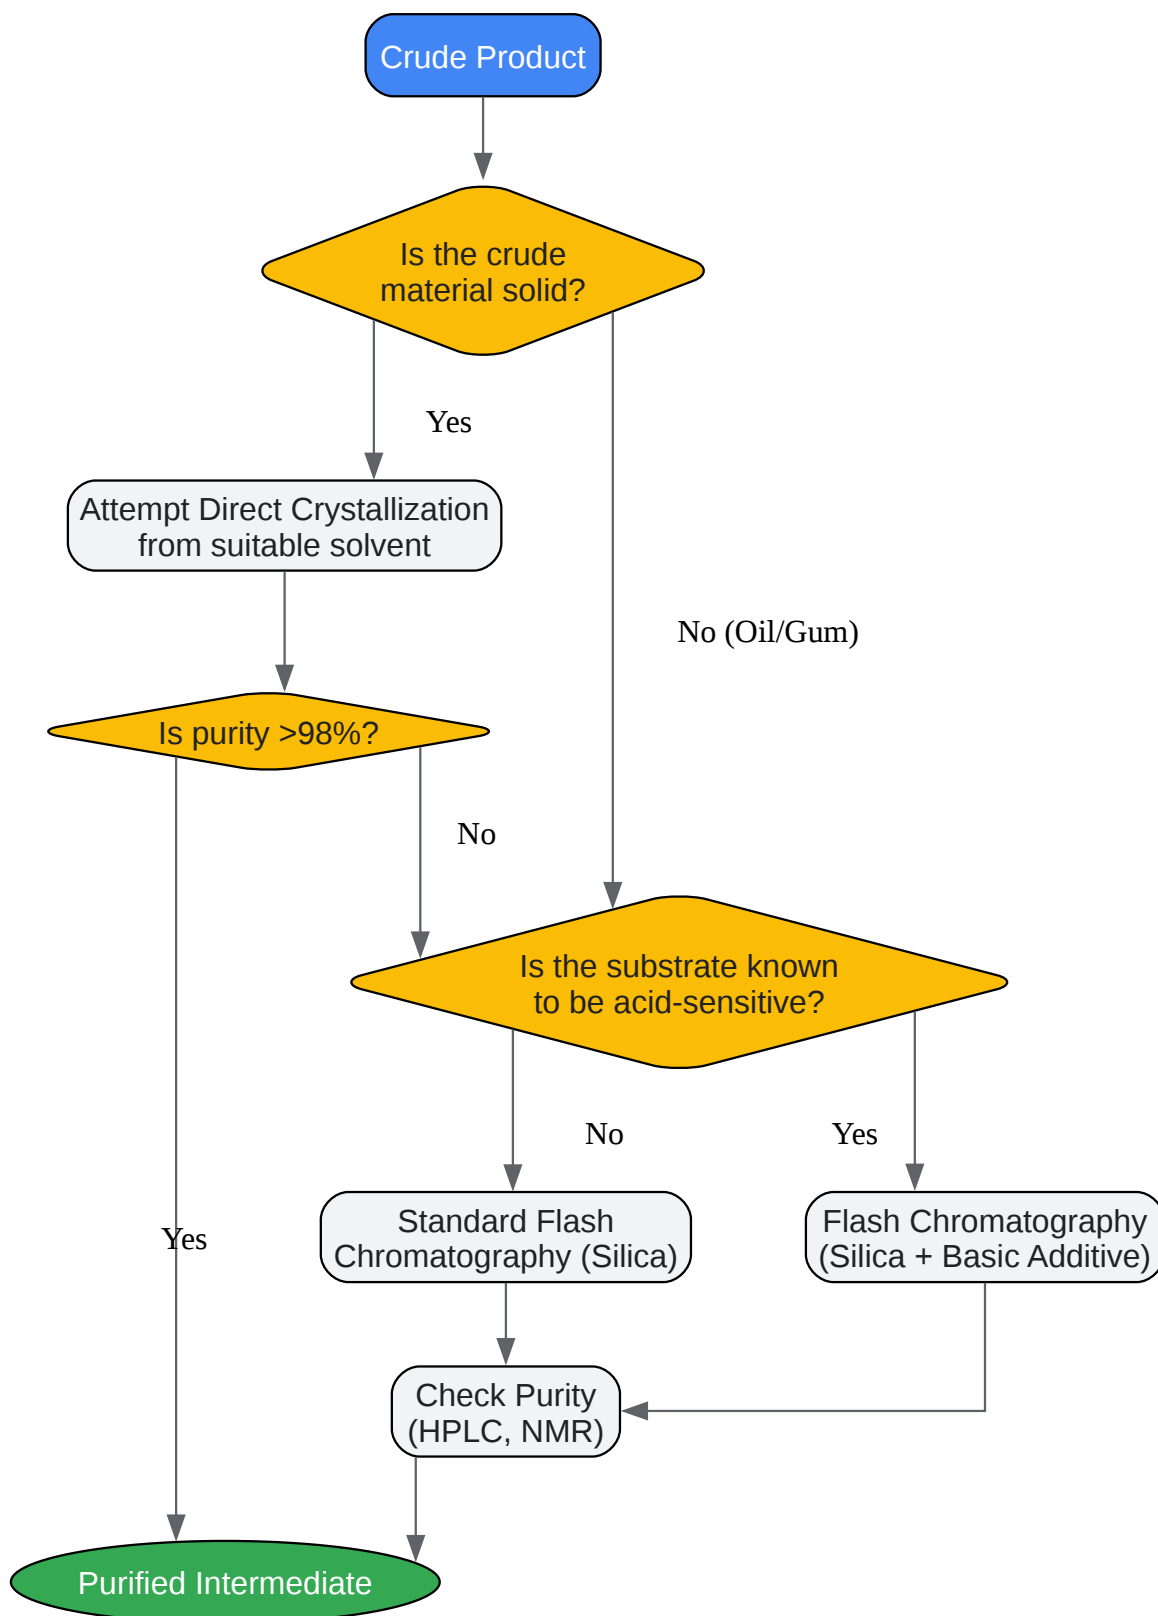 Crude Product
Is the crude
material solid?
Yes
Attempt Direct Crystallization
from suitable solvent
No (Oil/Gum)
Is purity >98%?
No
Is the substrate known
to be acid-sensitive?
No
Yes
Standard Flash
Chromatography (Silica)
Flash Chromatography
(Silica + Basic Additive)
Yes
Check Purity
(HPLC, NMR)
Purified Intermediate